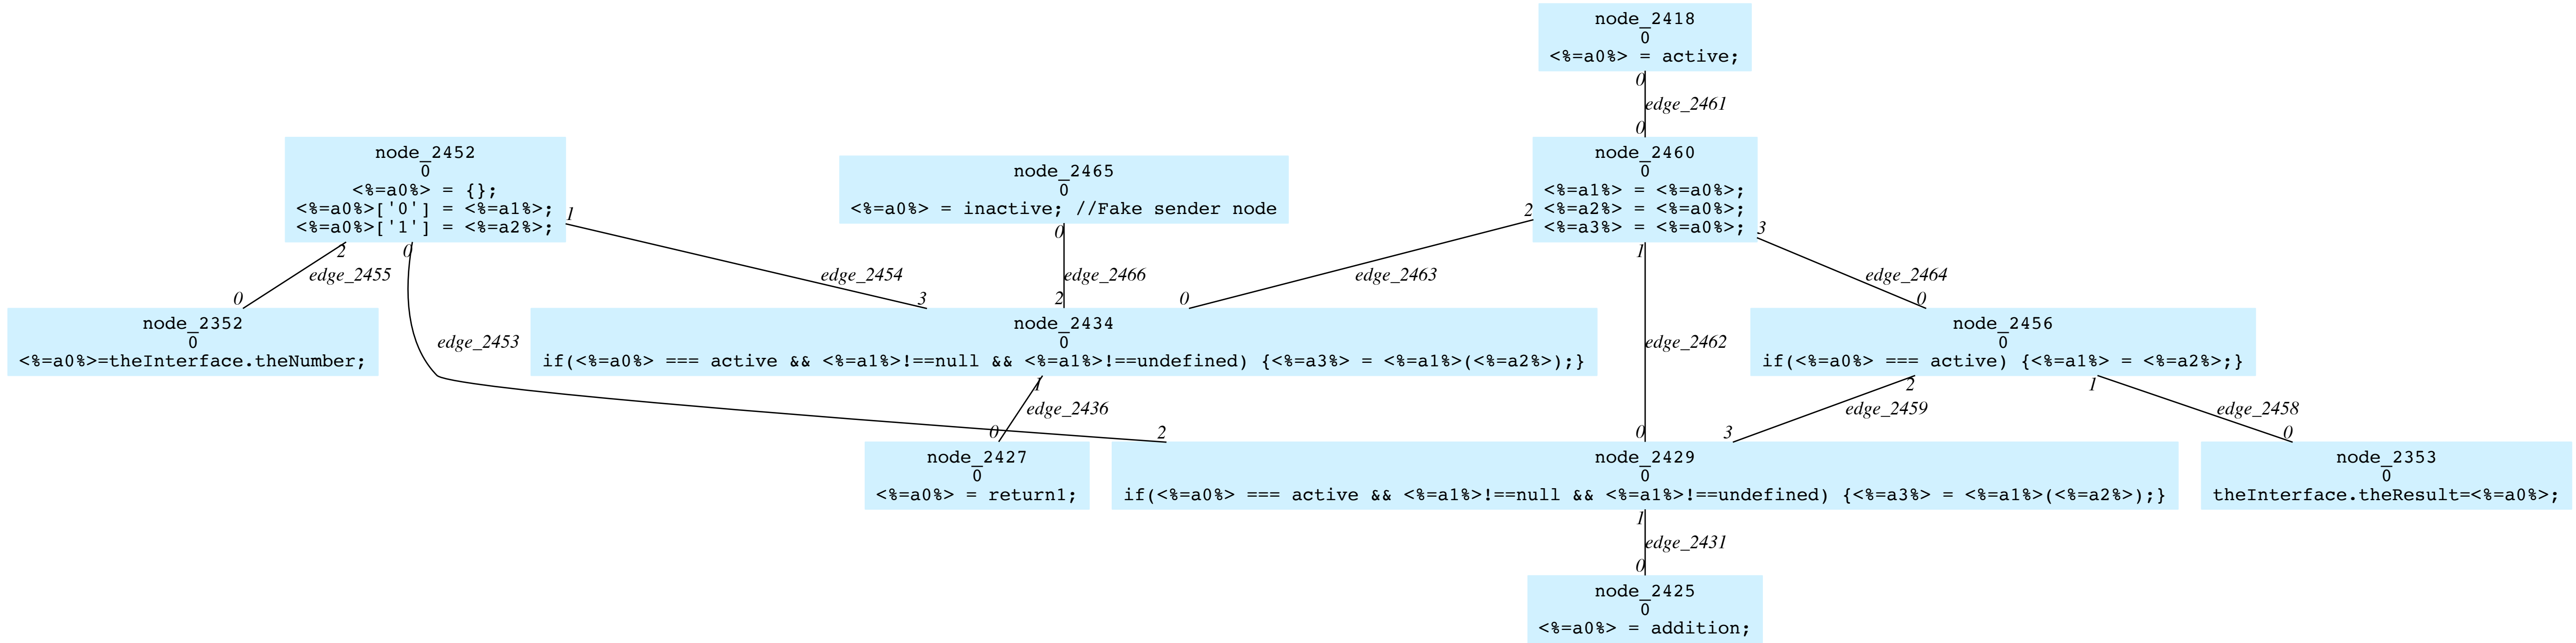 node_2418
0
<%=a0%> = active;
0
edge_2461
0
node_2452
0
<%=a0%> = {};
<%=a0%>['0'] = <%=a1%>;
<%=a0%>['1'] = <%=a2%>;
node_2465
0
<%=a0%> = inactive; //Fake sender node
node_2460
0
<%=a1%> = <%=a0%>;
<%=a2%> = <%=a0%>;
<%=a3%> = <%=a0%>;
1
2
3
2
0
0
1
edge_2455
edge_2454
edge_2466
edge_2463
edge_2464
0
3
2
0
0
node_2352
0
<%=a0%>=theInterface.theNumber;
edge_2453
node_2434
0
if(<%=a0%> === active && <%=a1%>!==null && <%=a1%>!==undefined) {<%=a3%> = <%=a1%>(<%=a2%>);}
edge_2462
node_2456
0
if(<%=a0%> === active) {<%=a1%> = <%=a2%>;}
1
2
1
edge_2436
edge_2459
edge_2458
0
2
0
3
0
node_2427
0
<%=a0%> = return1;
node_2429
0
if(<%=a0%> === active && <%=a1%>!==null && <%=a1%>!==undefined) {<%=a3%> = <%=a1%>(<%=a2%>);}
node_2353
0
theInterface.theResult=<%=a0%>;
1
edge_2431
0
node_2425
0
<%=a0%> = addition;